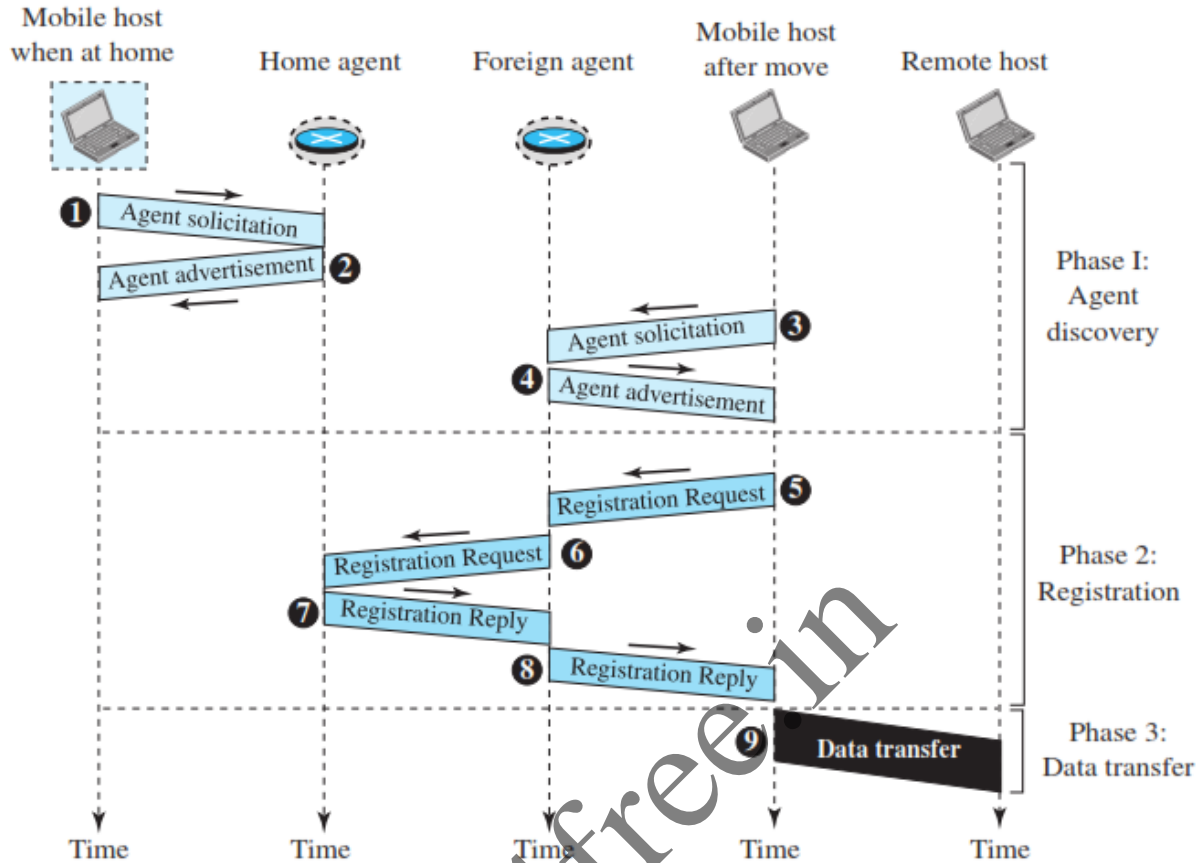 Mobile host
when at home
Home agent
Foreign agent
Mobile host
after move
Remote host
1
Agent solicitation
Agent advertisement
2
Agent solicitation
3
4
Agent advertisement
Phase I:
Agent
discovery
Registration Request
5
Registration Request
6
7
Registration Reply
8
Registration Reply
Phase 2:
Registration
9
Data transfer
Phase 3:
Data transfer
Time
Time
Time
Time
Time
free.in